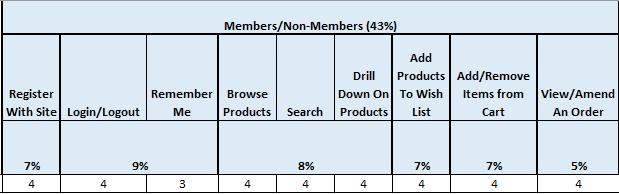 Members/Non-Members (43%)
Register With Site
Login/Logout
Remember Me
Browse Products
Search
Drill Down On Products
Add Products To Wish List
Add/Remove Items from Cart
View/Amend An Order
7% 9% 8% 7% 7% 5%
4 4 3 4 4 4 4 4 4